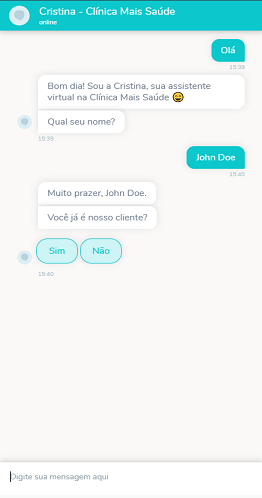 Cristina - Clínica Mais Saúde
online
Olá
15:39
Bom dia! Sou a Cristina, sua assistente
virtual na Clínica Mais Saúde 😄
Qual seu nome?
15:39
John Doe
15:40
Muito prazer, John Doe.
Você já é nosso cliente?
Sim Não
15:40
Digite sua mensagem aqui